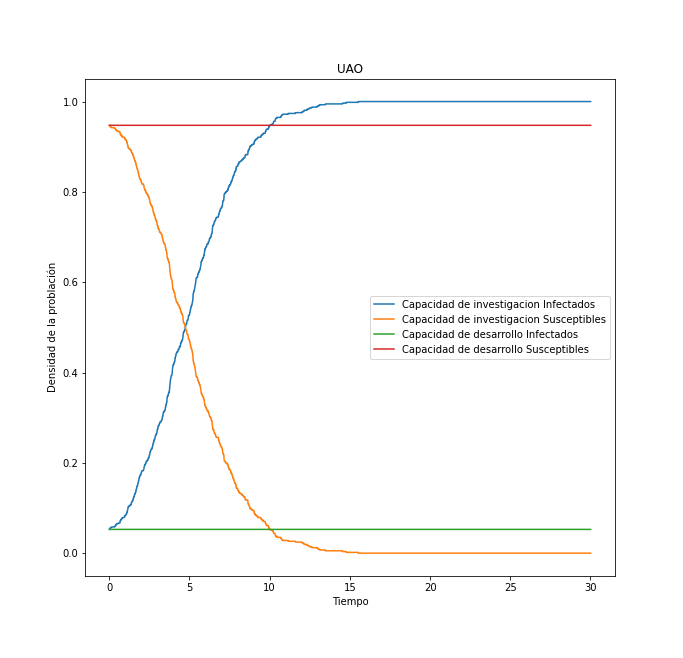 UAO
1.0
0.8
0.6
0.4
0.2
0.0
Densidad de la problación
Capacidad de investigacion Infectados
Capacidad de investigacion Susceptibles
Capacidad de desarrollo Infectados
Capacidad de desarrollo Susceptibles
0 5 10 15 20 25 30
Tiempo